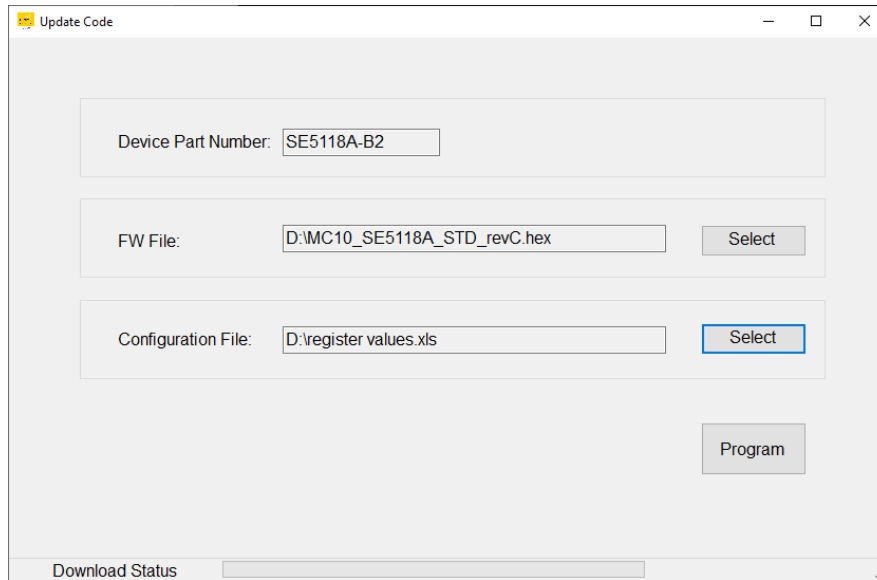 Update Code
Device Part Number: SE5118A-B2
FW File: D:\MC10_SE5118A_STD_revC.hex Select
Configuration File: D:\register values.xls Select
Program
Download Status